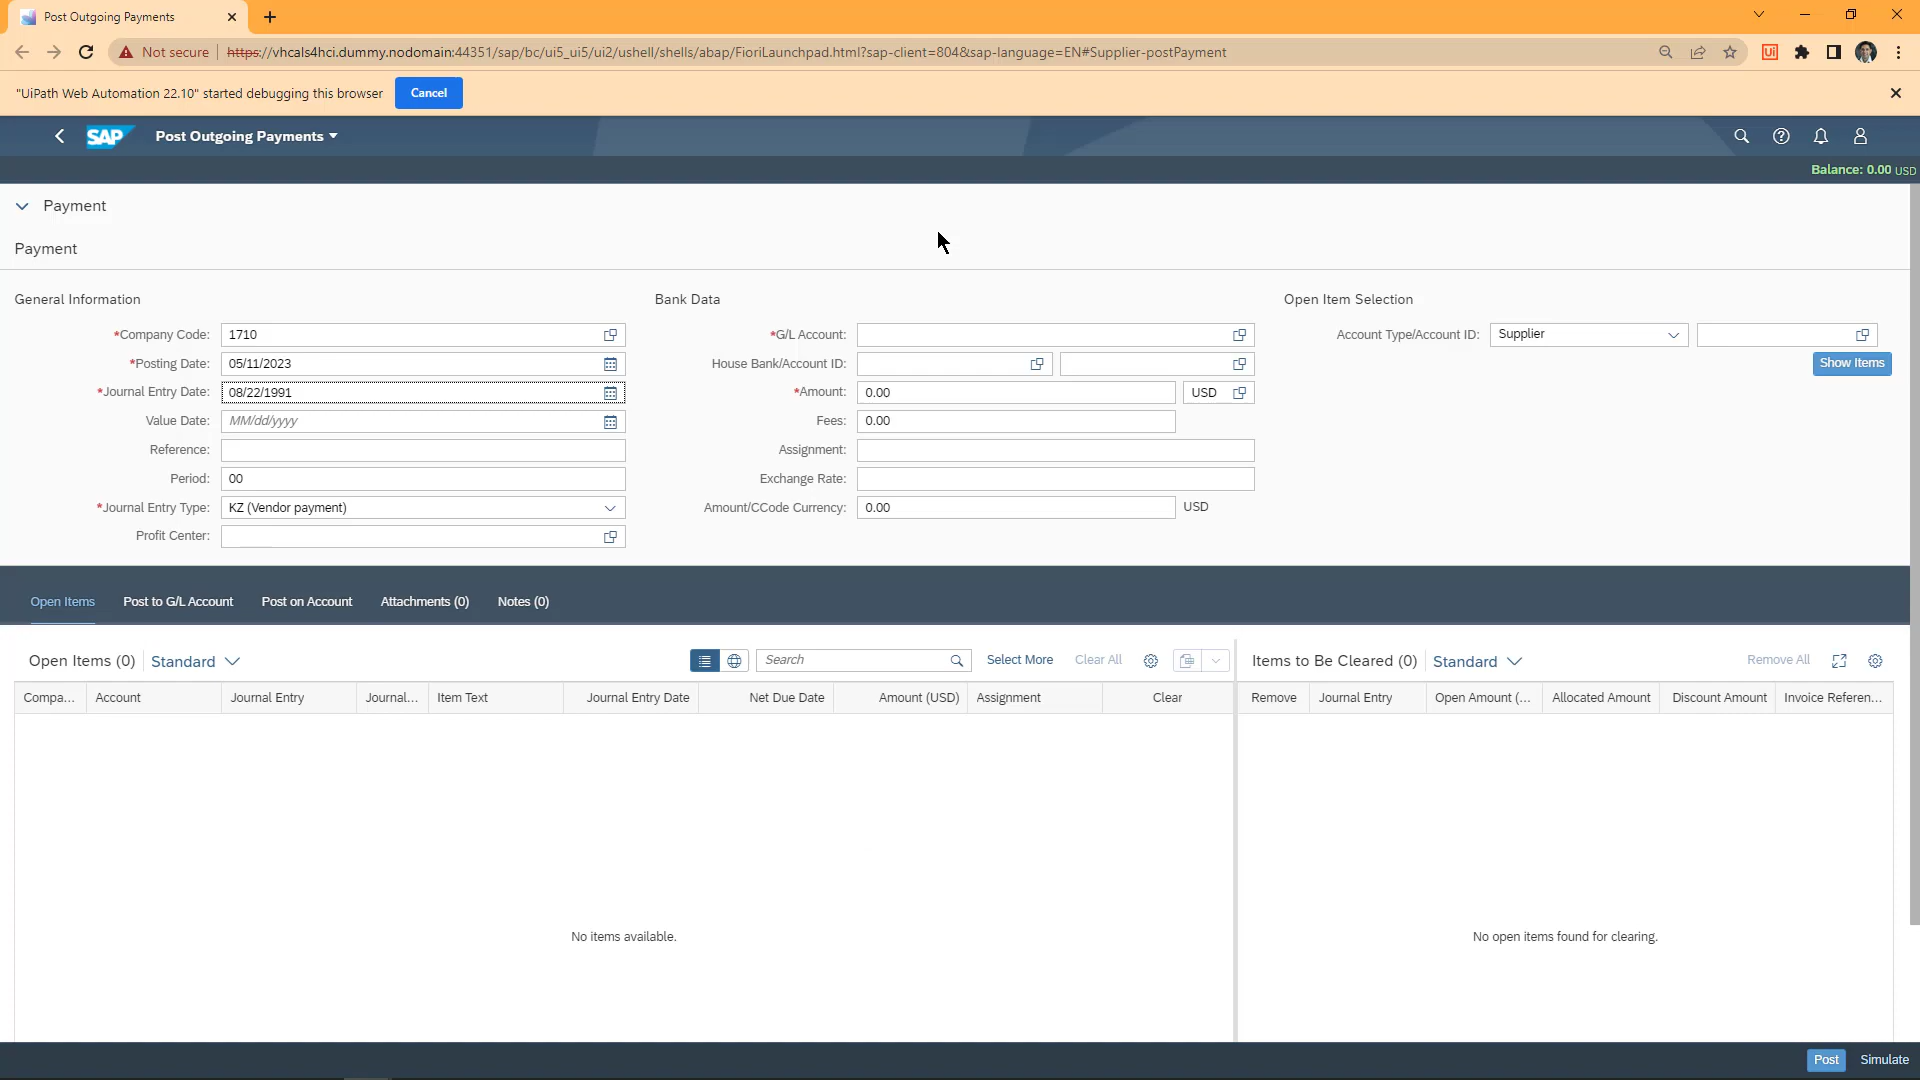 Post Outgoing Payments
Not secure https://vhcals4hci.dummy.nodomain:44351/sap/bc/ui5_ui5/ui2/ushell/shells/abap/FioriLaunchpad.html?sap-client=804&sap-language=EN#Supplier-postPayment
"UiPath Web Automation 22.10" started debugging this browser Cancel
SAP Post Outgoing Payments
Balance: 0.00 USD
Payment
Payment
General Information Bank Data Open Item Selection
*Company Code: 1710 *G/L Account: Account Type/Account ID: Supplier
*Posting Date: 05/11/2023 House Bank/Account ID: Show Items
*Journal Entry Date: 08/22/1991 *Amount: 0.00 USD
Value Date: MM/dd/yyyy Fees: 0.00
Reference: Assignment:
Period: 00 Exchange Rate:
*Journal Entry Type: KZ (Vendor payment) Amount/CCode Currency: 0.00 USD
Profit Center:
Open Items Post to G/L Account Post on Account Attachments (0) Notes (0)
Open Items (0) Standard Search Select More Clear All Items to Be Cleared (0) Standard Remove All
Compa... Account Journal Entry Journal... Item Text Journal Entry Date Net Due Date Amount (USD) Assignment Clear Remove Journal Entry Open Amount (... Allocated Amount Discount Amount Invoice Referen...
No items available. No open items found for clearing.
Post Simulate